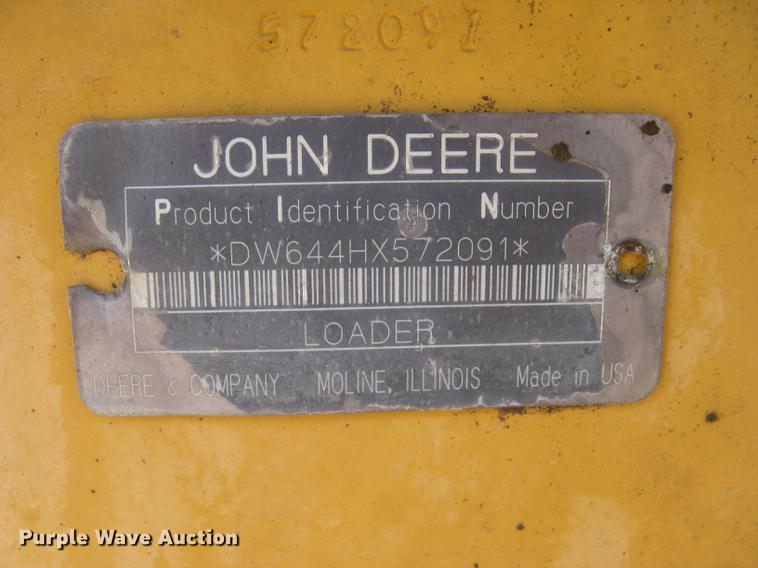 572091
JOHN DEERE
Product Identification Number
*DW644HX572091*
LOADER
DEERE & COMPANY MOLINE, ILLINOIS Made in USA
Purple Wave Auction